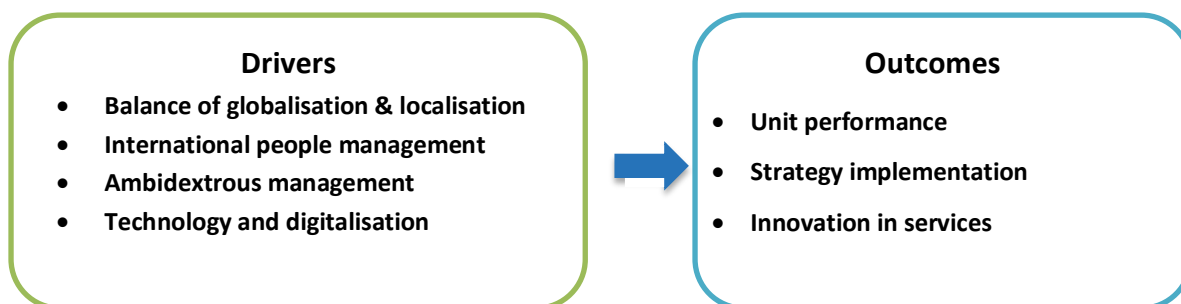 Drivers
• Balance of globalisation & localisation
• International people management
• Ambidextrous management
• Technology and digitalisation
Outcomes
• Unit performance
• Strategy implementation
• Innovation in services